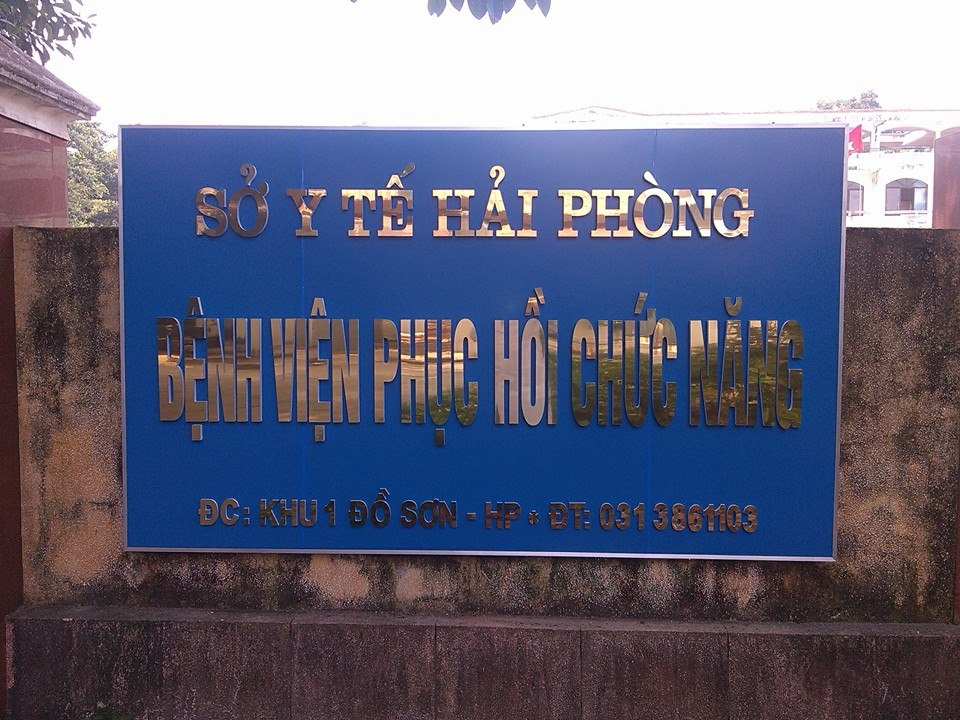 SỞ Y TẾ HẢI PHÒNG
BỆNH VIỆN PHỤC HỒI CHỨC NĂNG
ĐC: KHU 1 ĐỒ SƠN - HP * ĐT: 031 3861103